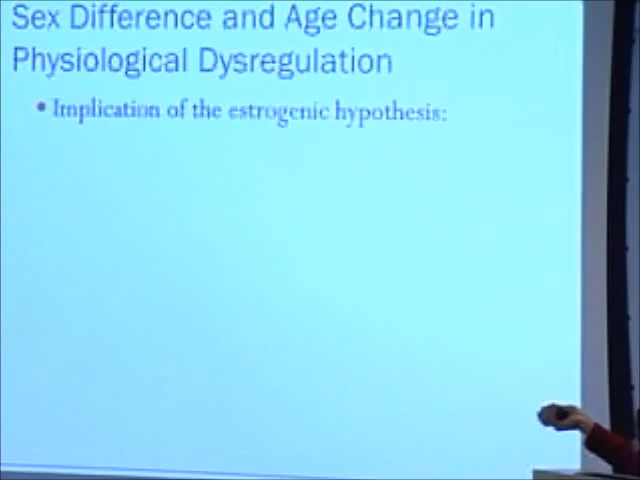 Sex Difference and Age Change in
Physiological Dysregulation
• Implication of the estrogenic hypothesis: